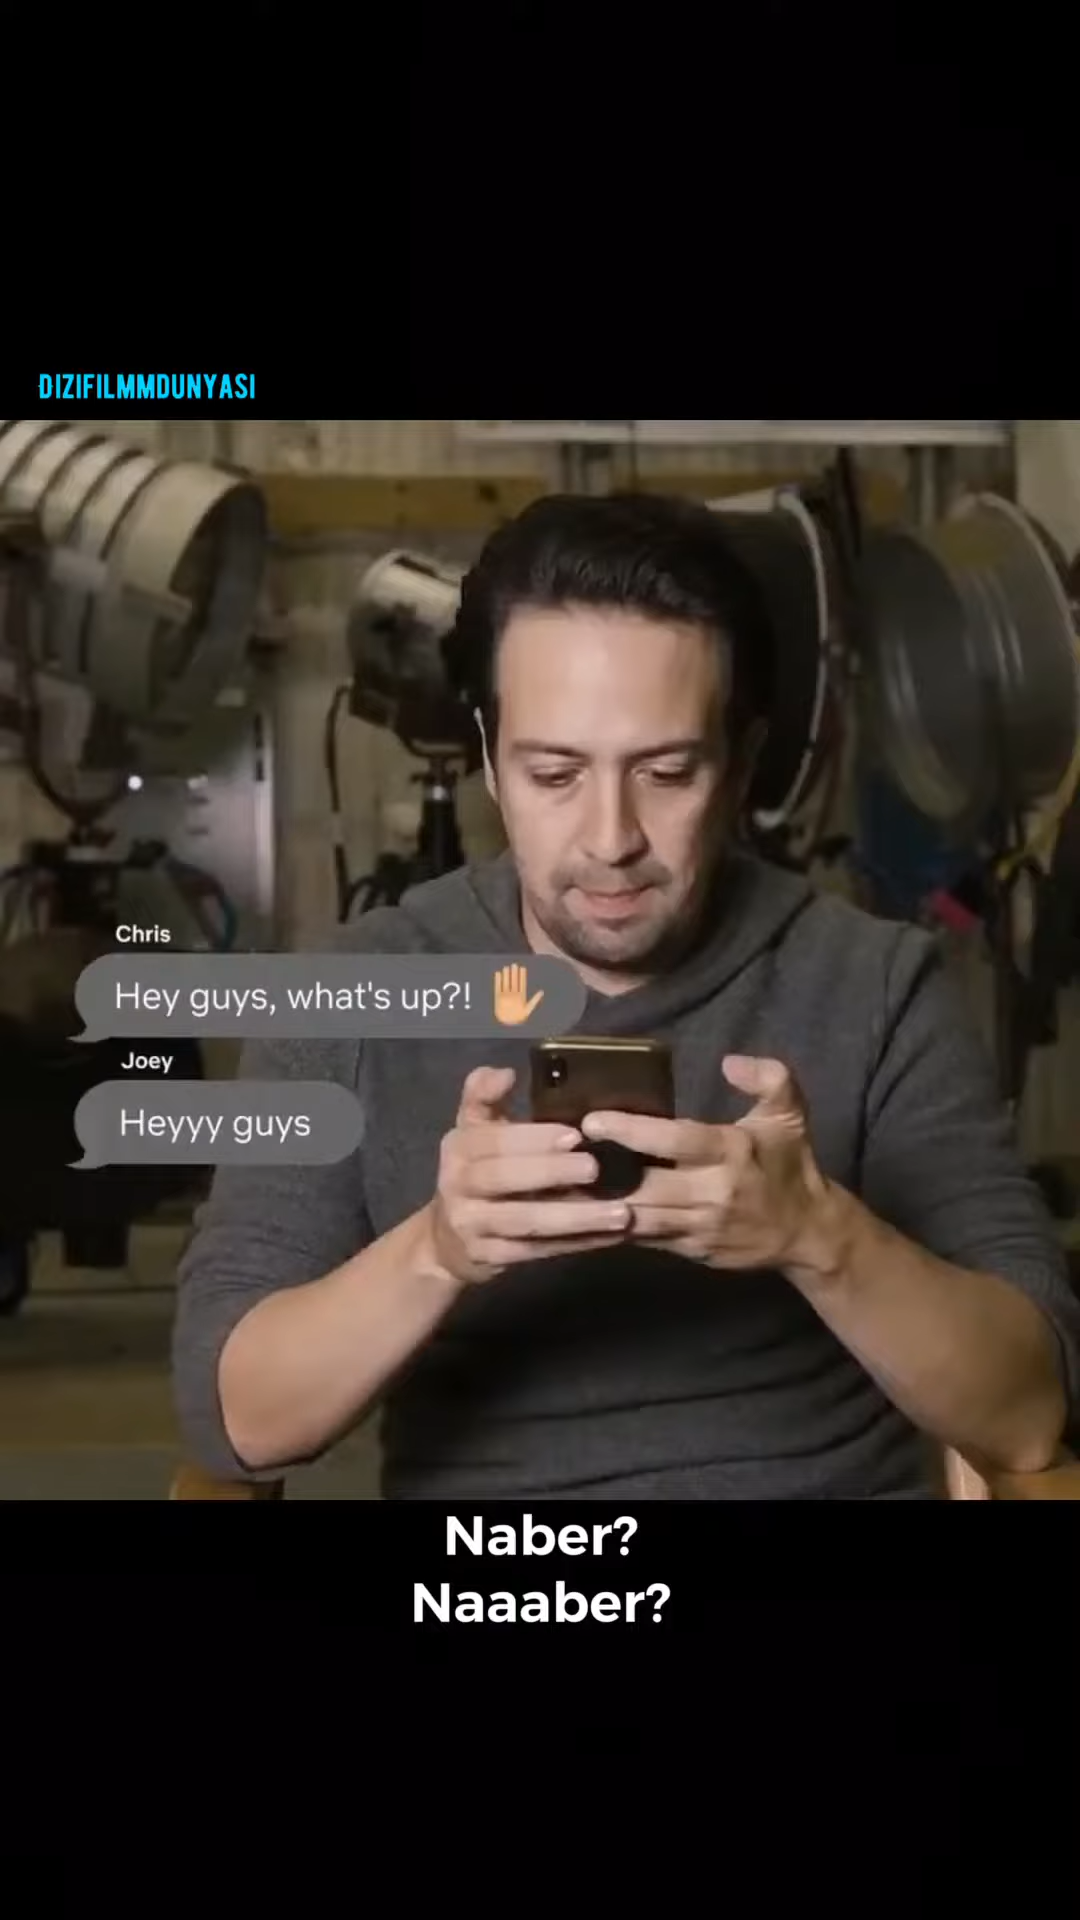 DIZIFILMMDUNYASI
Chris
Hey guys, what's up?! ✋
Joey
Heyyy guys
Naber?
Naaaber?